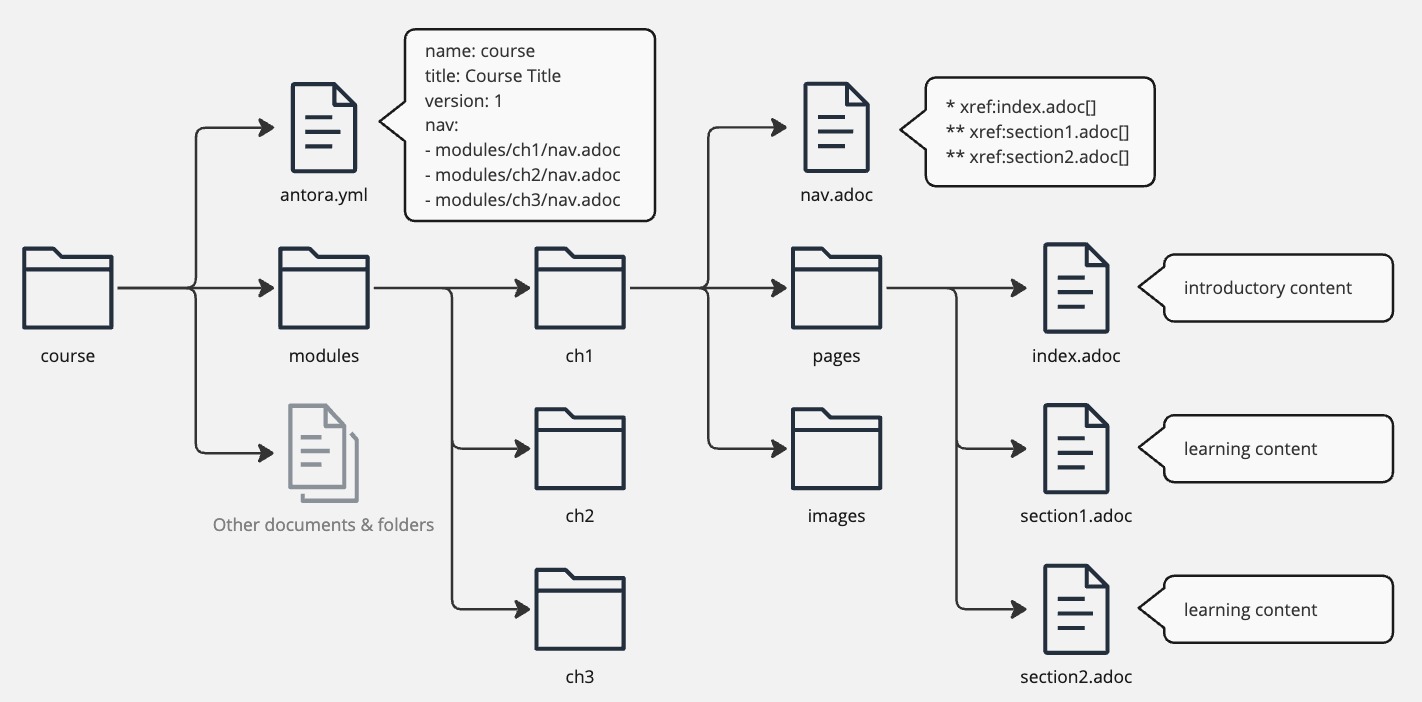 name: course
title: Course Title
version: 1
nav:
- modules/ch1/nav.adoc
- modules/ch2/nav.adoc
- modules/ch3/nav.adoc
antora.yml
* xref:index.adoc[]
** xref:section1.adoc[]
** xref:section2.adoc[]
nav.adoc
course
modules
ch1
pages
index.adoc
introductory content
Other documents & folders
ch2
images
section1.adoc
learning content
ch3
section2.adoc
learning content